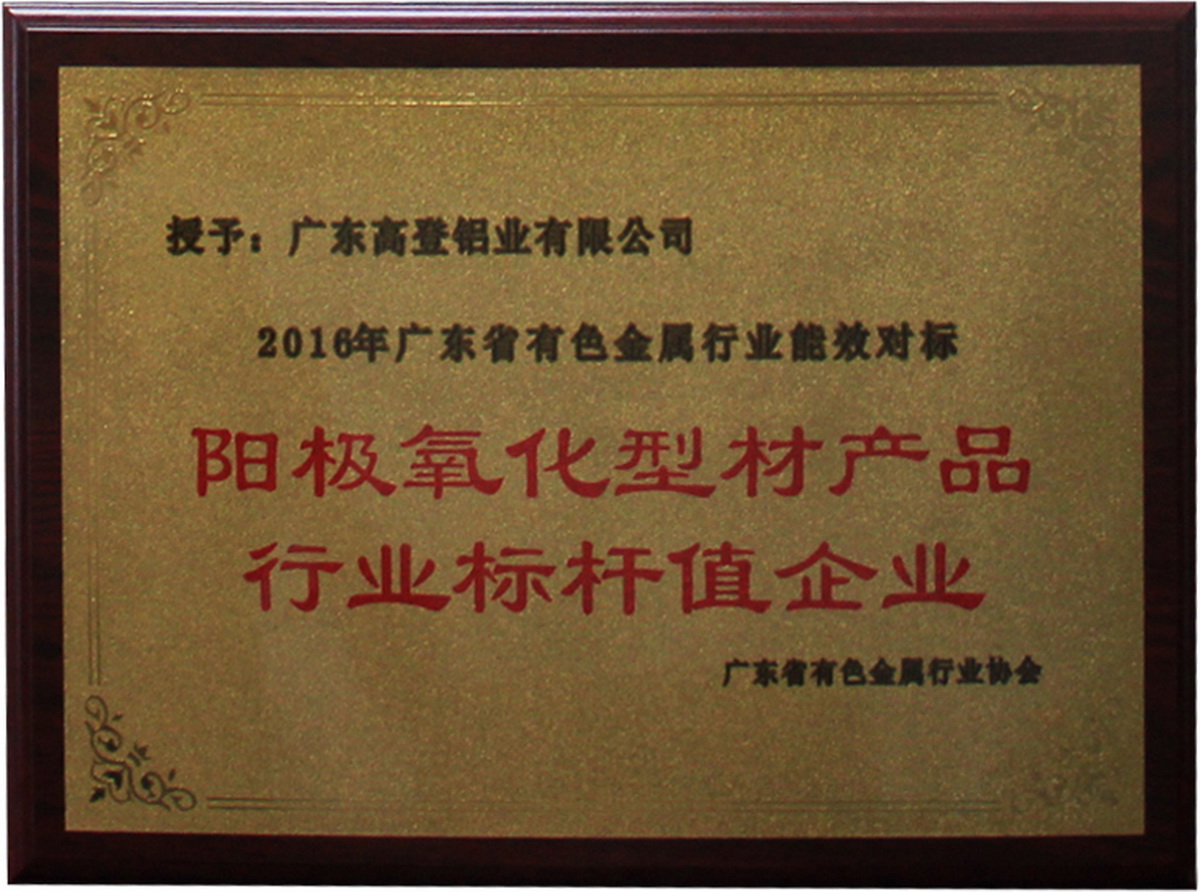 授予：广东高登铝业有限公司
2016年广东省有色金属行业能效对标
阳极氧化型材产品
行业标杆值企业
广东省有色金属行业协会